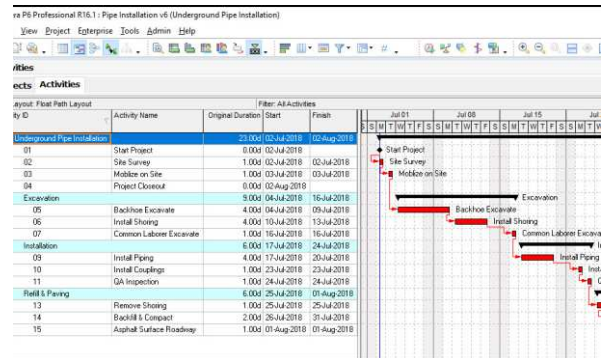 ra P6 Professional R16.1 : Pipe Installation v6 (Underground Pipe Installation)
View Project Enterprise Tools Admin Help
vities
ects Activities
ayout: Float Path Layout Filter: All Activities
ity ID Activity Name Original Duration Start Finish Jul 01 Jul 08 Jul 15 Jul
S S M T W T F S S M T W T F S S M T W T F S S M T W
Underground Pipe Installation 23.00d 02-Jul-2018 02-Aug-2018
01 Start Project 0.00d 02-Jul-2018 Start Project
02 Site Survey 1.00d 02-Jul-2018 02-Jul-2018 Site Survey
03 Moblize on Site 1.00d 03-Jul-2018 03-Jul-2018 Moblize on Site
04 Project Closeout 0.00d 02-Aug-2018
Excavation 9.00d 04-Jul-2018 16-Jul-2018 Excavation
05 Backhoe Excavate 4.00d 04-Jul-2018 09-Jul-2018 Backhoe Excavate
06 Install Shoring 4.00d 10-Jul-2018 13-Jul-2018 Install Shoring
07 Common Laborer Excavate 1.00d 16-Jul-2018 16-Jul-2018 Common Laborer Excava
Installation 6.00d 17-Jul-2018 24-Jul-2018 In
09 Install Piping 4.00d 17-Jul-2018 20-Jul-2018 Install Piping
10 Install Couplings 1.00d 23-Jul-2018 23-Jul-2018 Inst
11 QA Inspection 1.00d 24-Jul-2018 24-Jul-2018
Refill & Paving 6.00d 25-Jul-2018 01-Aug-2018
13 Remove Shoring 1.00d 25-Jul-2018 25-Jul-2018
14 Backfill & Compact 2.00d 26-Jul-2018 31-Jul-2018
15 Asphalt Surface Roadway 1.00d 01-Aug-2018 01-Aug-2018